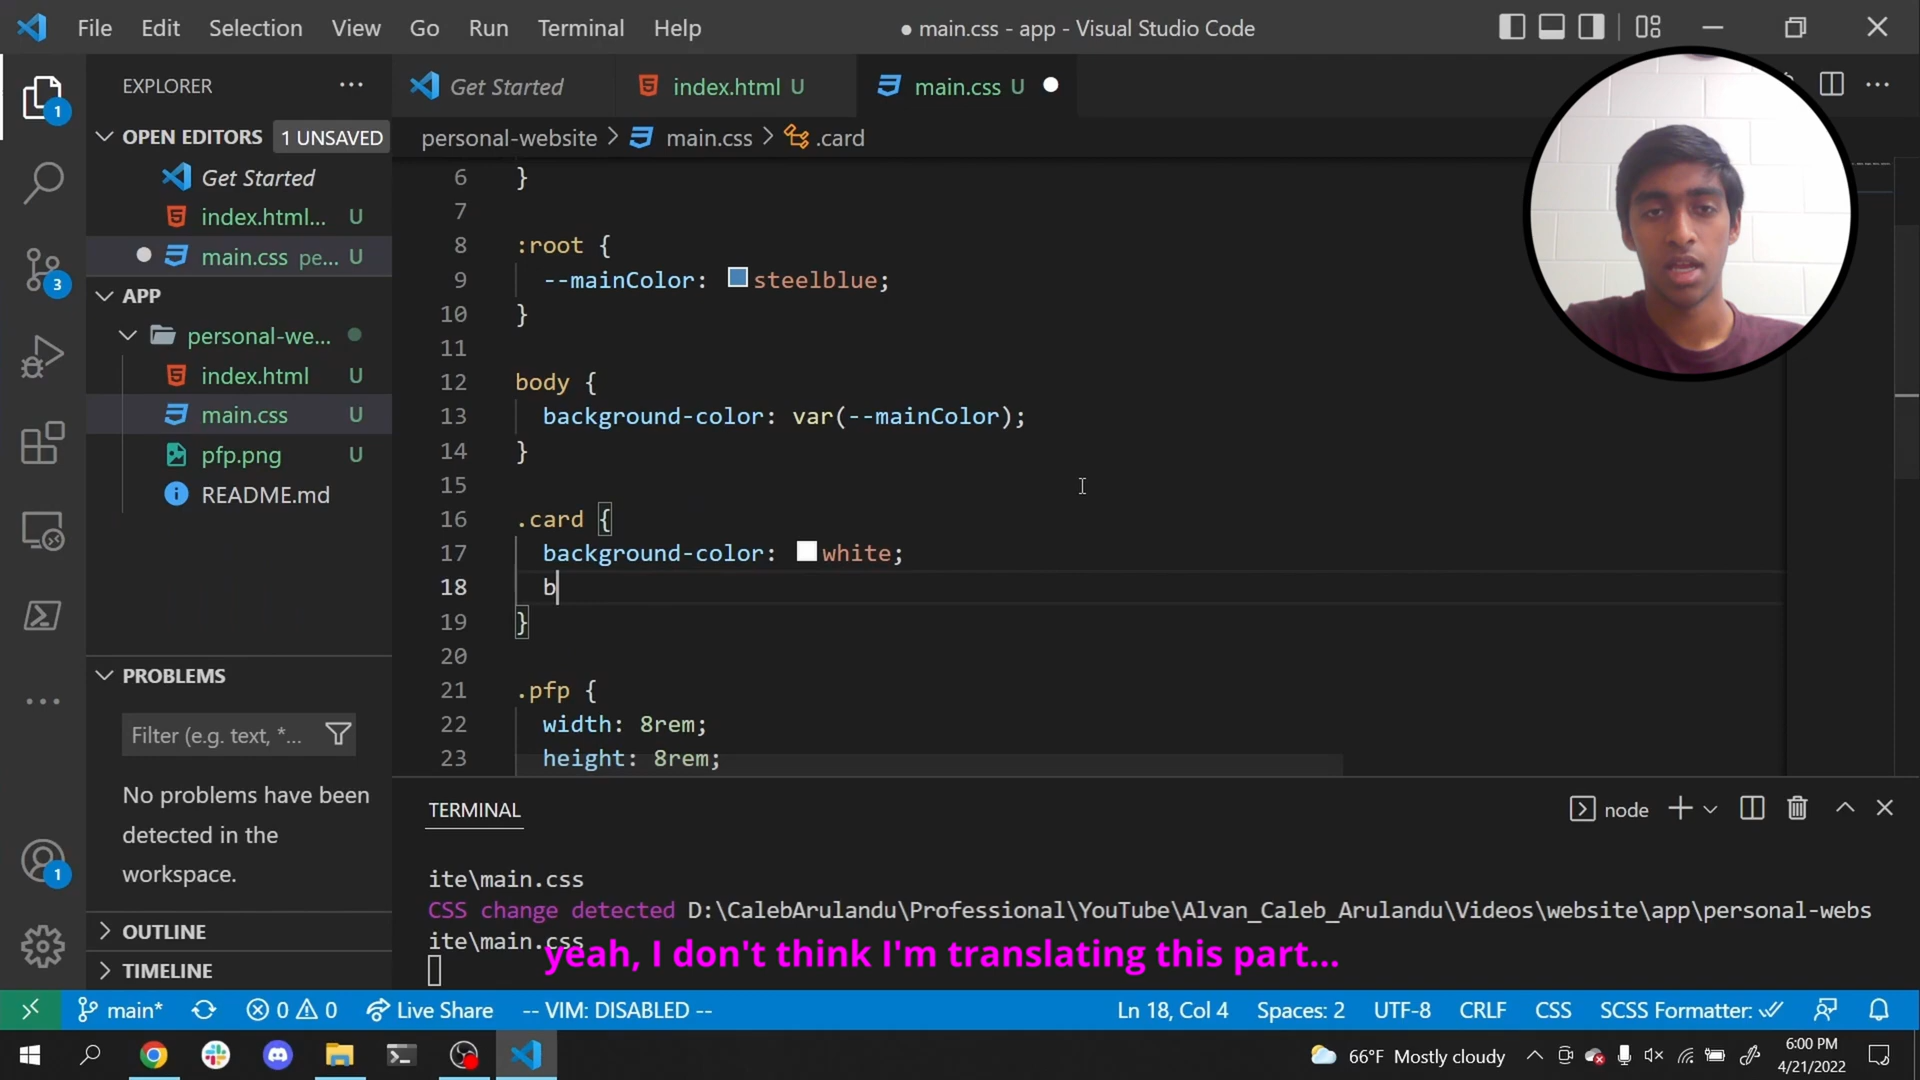 File Edit Selection View Go Run Terminal Help
● main.css - app - Visual Studio Code
EXPLORER
Get Started
index.html U
main.css U
1
OPEN EDITORS 1 UNSAVED
personal-website > main.css > .card
Get Started
index.html... U
main.css pe... U
3
APP
personal-we...
index.html U
main.css U
pfp.png U
README.md
6 }
7
8 :root {
9 --mainColor: steelblue;
10 }
11
12 body {
13 background-color: var(--mainColor);
14 }
15
16 .card {
17 background-color: white;
18 b
19 }
20
21 .pfp {
22 width: 8rem;
23 height: 8rem;
PROBLEMS
Filter (e.g. text, *...
No problems have been
detected in the
workspace.
1
OUTLINE
TIMELINE
TERMINAL
node
ite\main.css
CSS change detected D:\CalebArulandu\Professional\YouTube\Alvan_Caleb_Arulandu\Videos\website\app\personal-webs
ite\main.css
yeah, I don't think I'm translating this part...
main* 0 0 Live Share -- VIM: DISABLED -- Ln 18, Col 4 Spaces: 2 UTF-8 CRLF CSS SCSS Formatter:
66°F Mostly cloudy
6:00 PM
4/21/2022